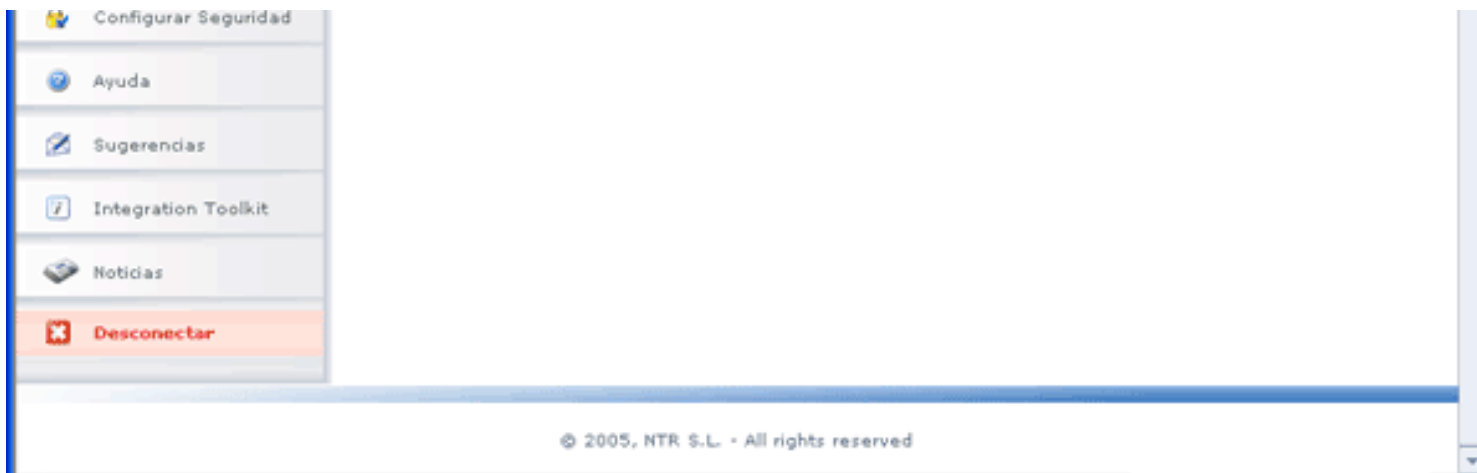 Configurar Seguridad
Ayuda
Sugerencias
Integration Toolkit
Noticias
Desconectar
© 2005, NTR S.L. - All rights reserved